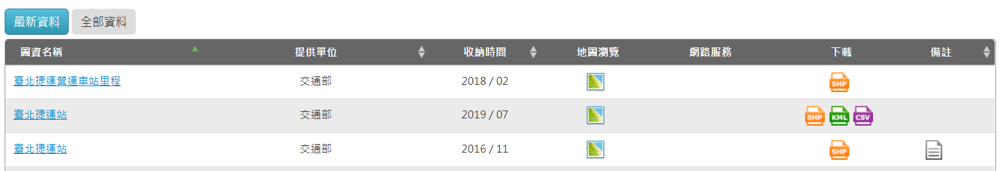 最新資料 全部資料
圖資名稱 提供單位 收納時間 地圖瀏覽 網路服務 下載 備註
臺北捷運營運車站里程 交通部 2018 / 02 SHP
臺北捷運站 交通部 2019 / 07 SHP KML CSV
臺北捷運站 交通部 2016 / 11 SHP